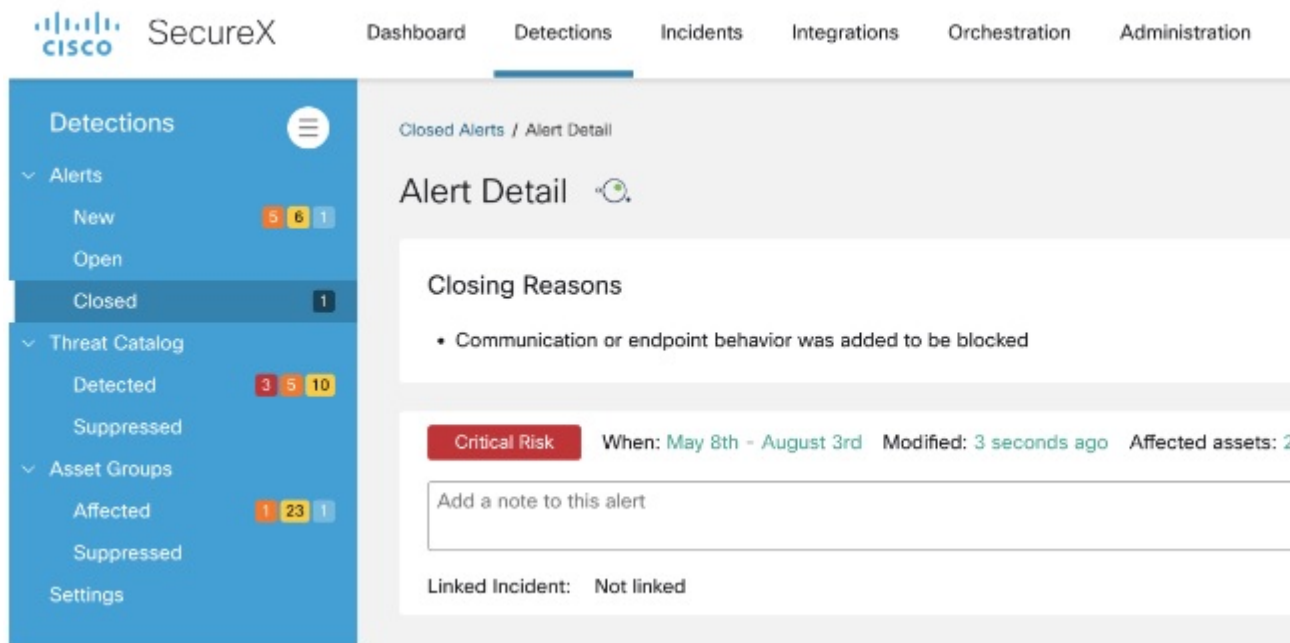 CISCO SecureX Dashboard Detections Incidents Integrations Orchestration Administration
Detections
Alerts
New 5 6 1
Open
Closed 1
Threat Catalog
Detected 3 5 10
Suppressed
Asset Groups
Affected 1 23 1
Suppressed
Settings
Closed Alerts / Alert Detail
Alert Detail
Closing Reasons
• Communication or endpoint behavior was added to be blocked
Critical Risk When: May 8th - August 3rd Modified: 3 seconds ago Affected assets: 2
Add a note to this alert
Linked Incident: Not linked